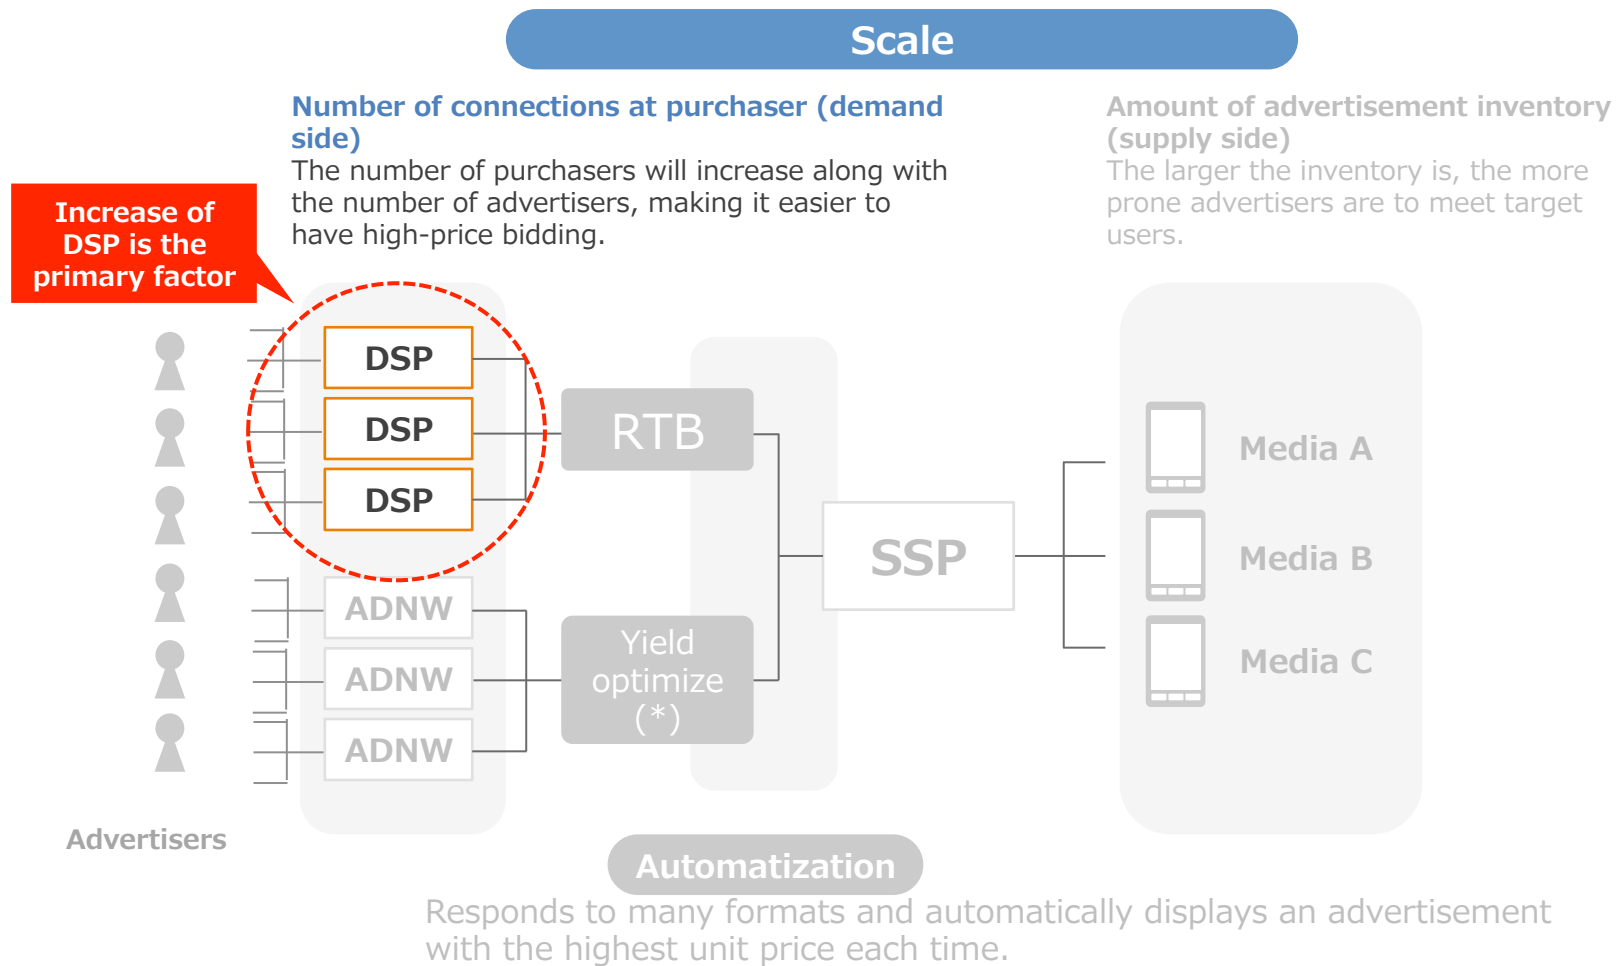 Scale
Number of connections at purchaser (demand
side)
The number of purchasers will increase along with
the number of advertisers, making it easier to
have high-price bidding.
Amount of advertisement inventory
(supply side)
The larger the inventory is, the more
prone advertisers are to meet target
users.
Increase of
DSP is the
primary factor
DSP
DSP
DSP
ADNW
ADNW
ADNW
RTB
Yield
optimize
(*)
SSP
Media A
Media B
Media C
Advertisers
Automatization
Responds to many formats and automatically displays an advertisement
with the highest unit price each time.